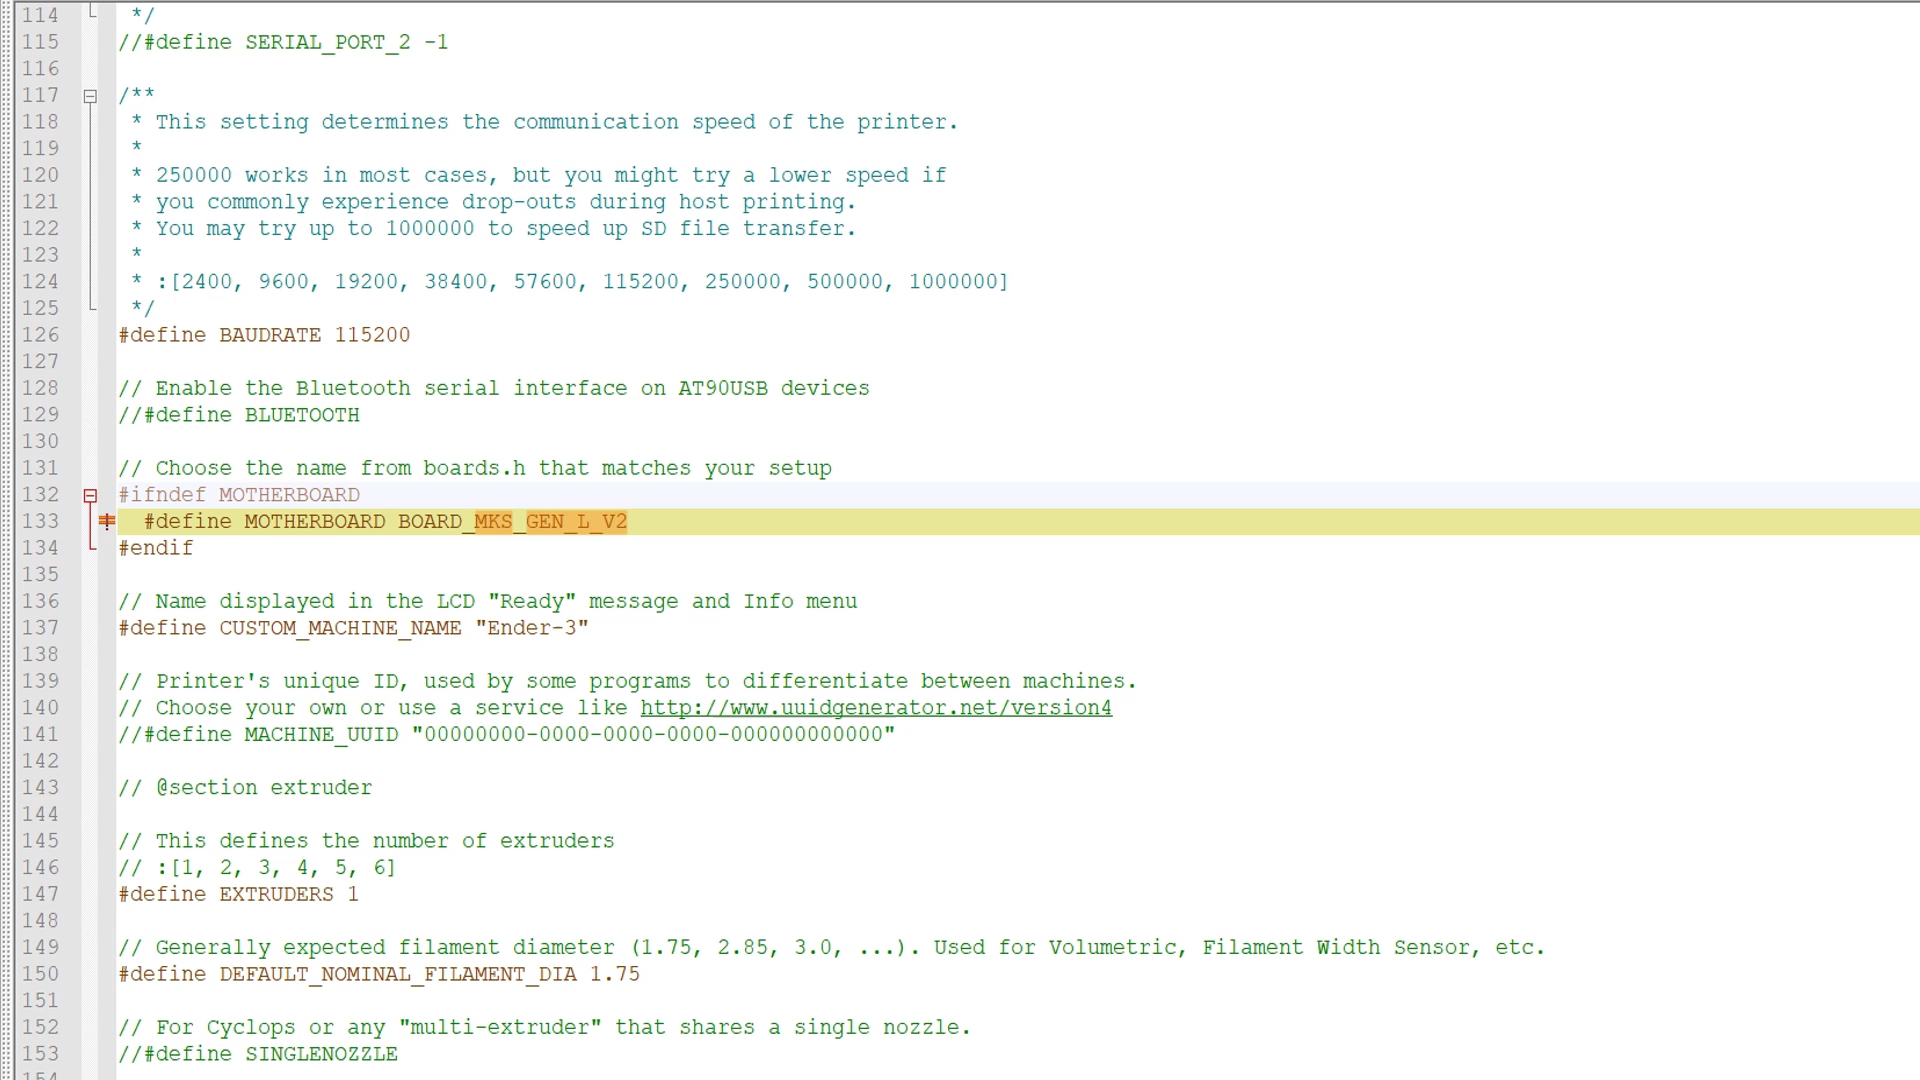 114 */
115 //#define SERIAL_PORT_2 -1
116
117 /**
118 * This setting determines the communication speed of the printer.
119 *
120 * 250000 works in most cases, but you might try a lower speed if
121 * you commonly experience drop-outs during host printing.
122 * You may try up to 1000000 to speed up SD file transfer.
123 *
124 * :[2400, 9600, 19200, 38400, 57600, 115200, 250000, 500000, 1000000]
125 */
126 #define BAUDRATE 115200
127
128 // Enable the Bluetooth serial interface on AT90USB devices
129 //#define BLUETOOTH
130
131 // Choose the name from boards.h that matches your setup
132 #ifndef MOTHERBOARD
133 #define MOTHERBOARD BOARD_MKS_GEN_L_V2
134 #endif
135
136 // Name displayed in the LCD "Ready" message and Info menu
137 #define CUSTOM_MACHINE_NAME "Ender-3"
138
139 // Printer's unique ID, used by some programs to differentiate between machines.
140 // Choose your own or use a service like http://www.uuidgenerator.net/version4
141 //#define MACHINE_UUID "00000000-0000-0000-0000-000000000000"
142
143 // @section extruder
144
145 // This defines the number of extruders
146 // :[1, 2, 3, 4, 5, 6]
147 #define EXTRUDERS 1
148
149 // Generally expected filament diameter (1.75, 2.85, 3.0, ...). Used for Volumetric, Filament Width Sensor, etc.
150 #define DEFAULT_NOMINAL_FILAMENT_DIA 1.75
151
152 // For Cyclops or any "multi-extruder" that shares a single nozzle.
153 //#define SINGLENOZZLE
154